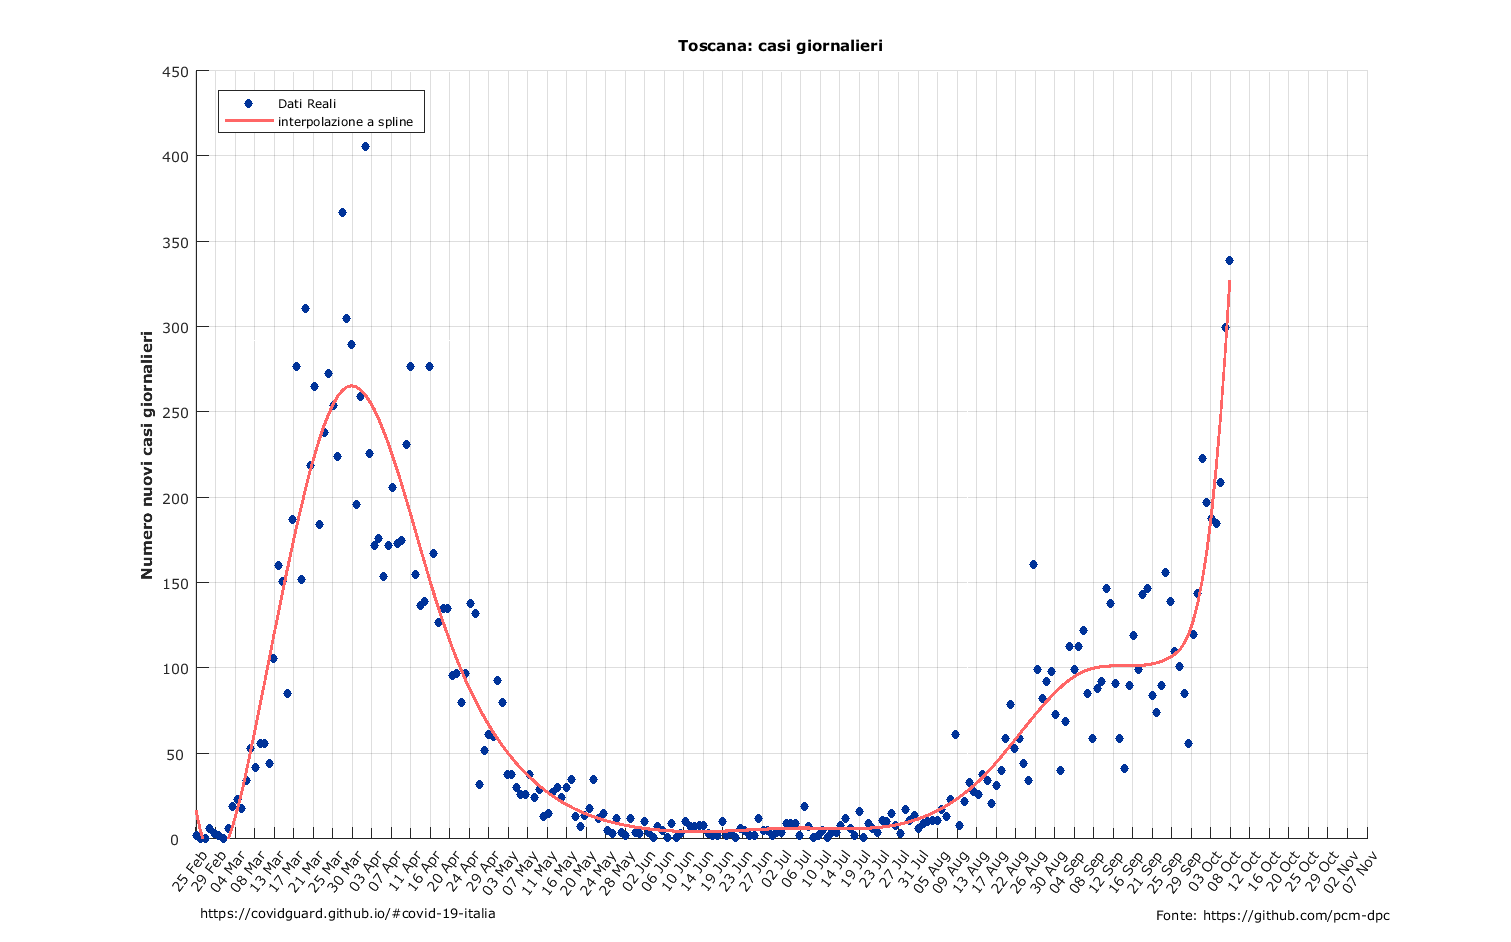 Toscana: casi giornalieri
Numero nuovi casi giornalieri
450
400
350
300
250
200
150
100
50
0
Dati Reali
interpolazione a spline
25 Feb
29 Feb
04 Mar
08 Mar
13 Mar
17 Mar
21 Mar
25 Mar
30 Mar
03 Apr
07 Apr
11 Apr
16 Apr
20 Apr
24 Apr
29 Apr
03 May
07 May
11 May
16 May
20 May
24 May
28 May
02 Jun
06 Jun
10 Jun
14 Jun
19 Jun
23 Jun
27 Jun
02 Jul
06 Jul
10 Jul
14 Jul
19 Jul
23 Jul
27 Jul
31 Jul
05 Aug
09 Aug
13 Aug
17 Aug
22 Aug
26 Aug
30 Aug
04 Sep
08 Sep
12 Sep
16 Sep
21 Sep
25 Sep
29 Sep
03 Oct
08 Oct
12 Oct
16 Oct
20 Oct
25 Oct
29 Oct
02 Nov
07 Nov
https://covidguard.github.io/#covid-19-italia
Fonte: https://github.com/pcm-dpc